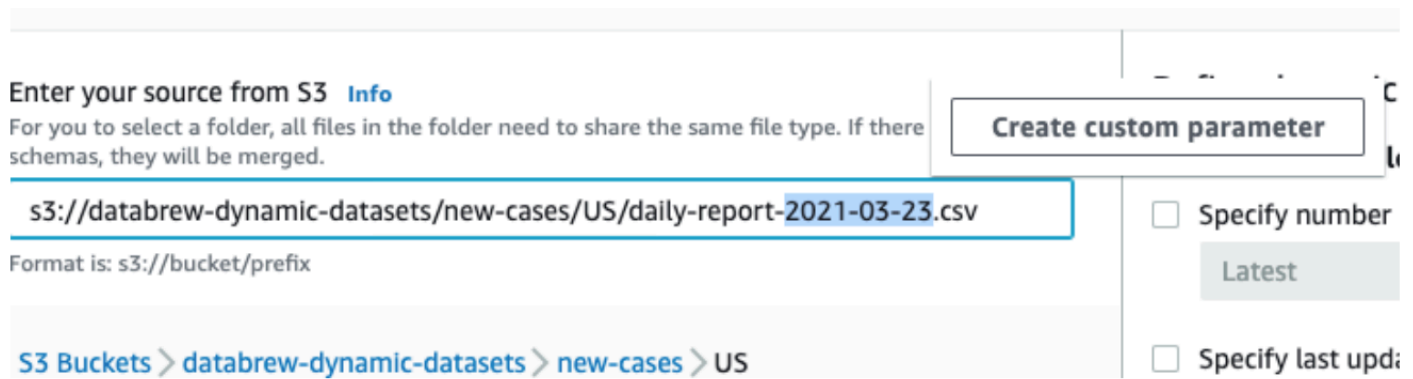 Enter your source from S3 Info
For you to select a folder, all files in the folder need to share the same file type. If there
schemas, they will be merged.
Create custom parameter
s3://databrew-dynamic-datasets/new-cases/US/daily-report-2021-03-23.csv
Format is: s3://bucket/prefix
S3 Buckets > databrew-dynamic-datasets > new-cases > US
Specify number
Latest
Specify last